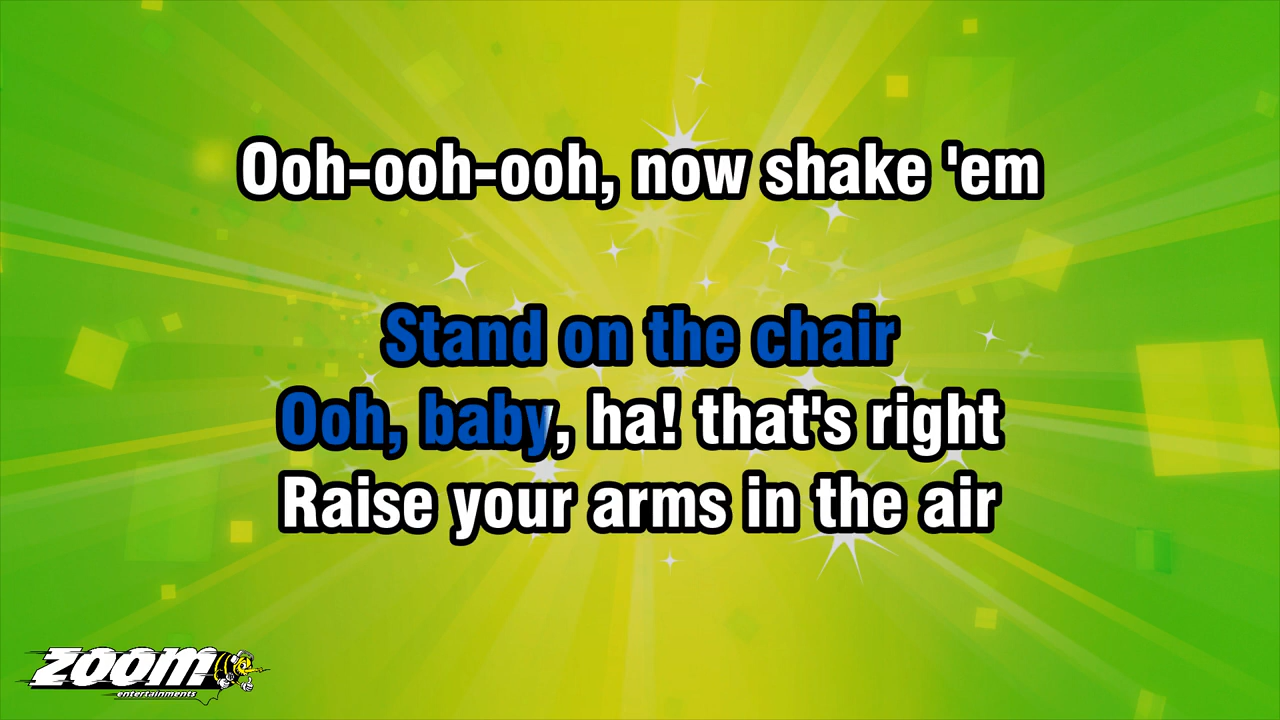 Ooh-ooh-ooh, now shake 'em
Stand on the chair
Ooh, baby, ha! that's right
Raise your arms in the air
zoom
entertainments